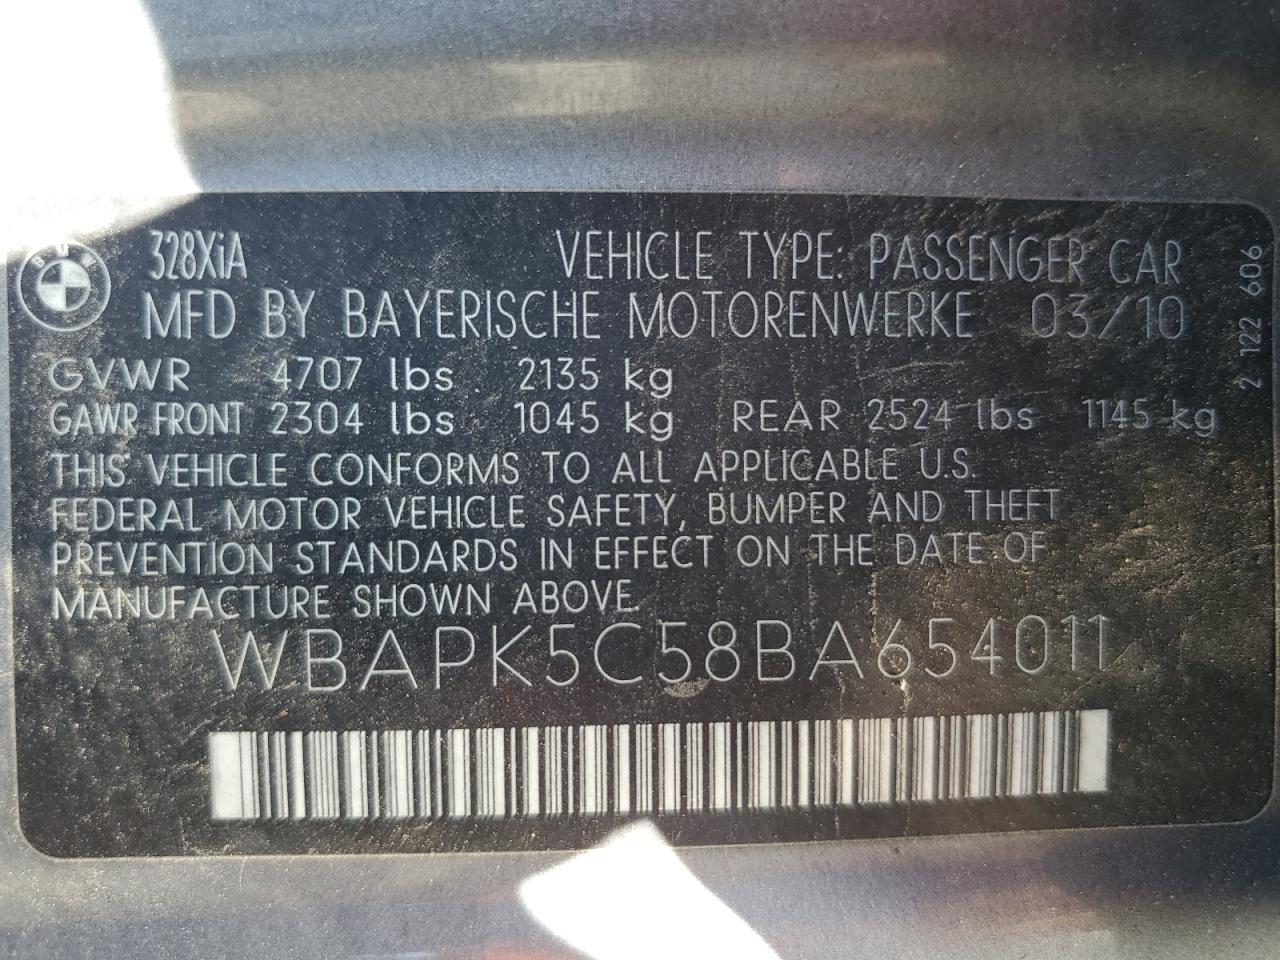 BMW
328XiA VEHICLE TYPE: PASSENGER CAR
MFD BY BAYERISCHE MOTORENWERKE 03/10
GVWR 4707 lbs 2135 kg
GAWR FRONT 2304 lbs 1045 kg REAR 2524 lbs 1145 kg
THIS VEHICLE CONFORMS TO ALL APPLICABLE U.S.
FEDERAL MOTOR VEHICLE SAFETY, BUMPER AND THEFT
PREVENTION STANDARDS IN EFFECT ON THE DATE OF
MANUFACTURE SHOWN ABOVE.
WBAPK5C58BA654011
2 122 606